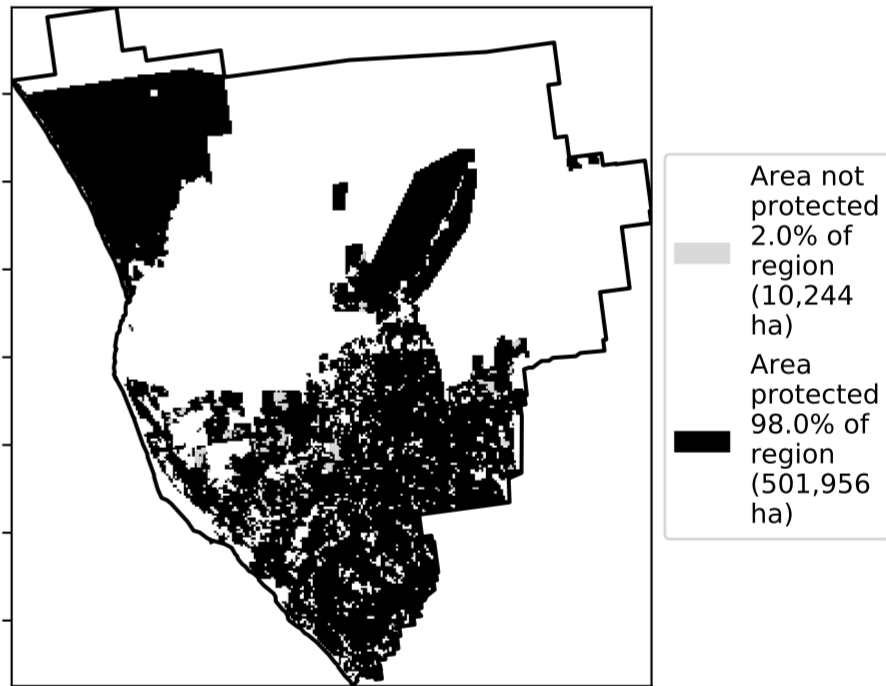 Area not
protected
2.0% of
region
(10,244
ha)
Area
protected
98.0% of
region
(501,956
ha)